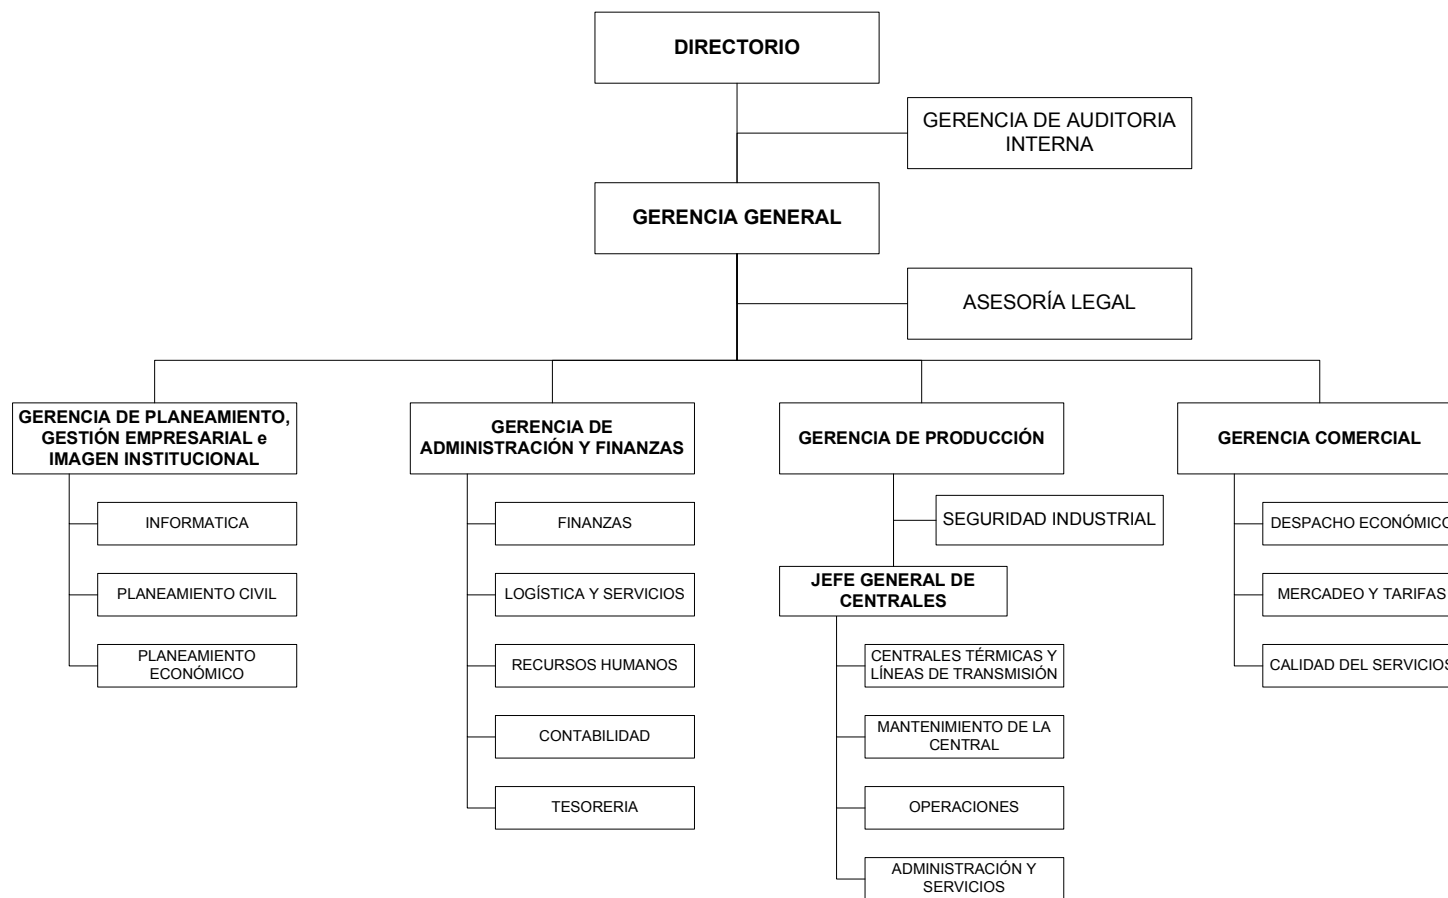 DIRECTORIO
GERENCIA DE AUDITORIA
INTERNA
GERENCIA GENERAL
ASESORÍA LEGAL
GERENCIA DE PLANEAMIENTO,
GESTIÓN EMPRESARIAL e
IMAGEN INSTITUCIONAL
INFORMATICA
PLANEAMIENTO CIVIL
PLANEAMIENTO
ECONÓMICO
GERENCIA DE
ADMINISTRACIÓN Y FINANZAS
FINANZAS
LOGÍSTICA Y SERVICIOS
RECURSOS HUMANOS
CONTABILIDAD
TESORERIA
GERENCIA DE PRODUCCIÓN
SEGURIDAD INDUSTRIAL
JEFE GENERAL DE
CENTRALES
CENTRALES TÉRMICAS Y
LÍNEAS DE TRANSMISIÓN
MANTENIMIENTO DE LA
CENTRAL
OPERACIONES
ADMINISTRACIÓN Y
SERVICIOS
GERENCIA COMERCIAL
DESPACHO ECONÓMICO
MERCADEO Y TARIFAS
CALIDAD DEL SERVICIOS